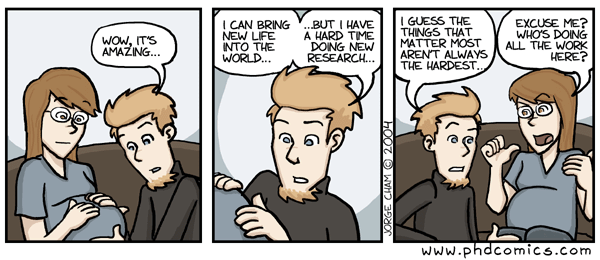 WOW, IT'S
AMAZING...
I CAN BRING
NEW LIFE
INTO THE
WORLD...
...BUT I HAVE
A HARD TIME
DOING NEW
RESEARCH...
JORGE CHAM © 2004
I GUESS THE
THINGS THAT
MATTER MOST
AREN'T ALWAYS
THE HARDEST...
EXCUSE ME?
WHO'S DOING
ALL THE WORK
HERE?
www.phdcomics.com